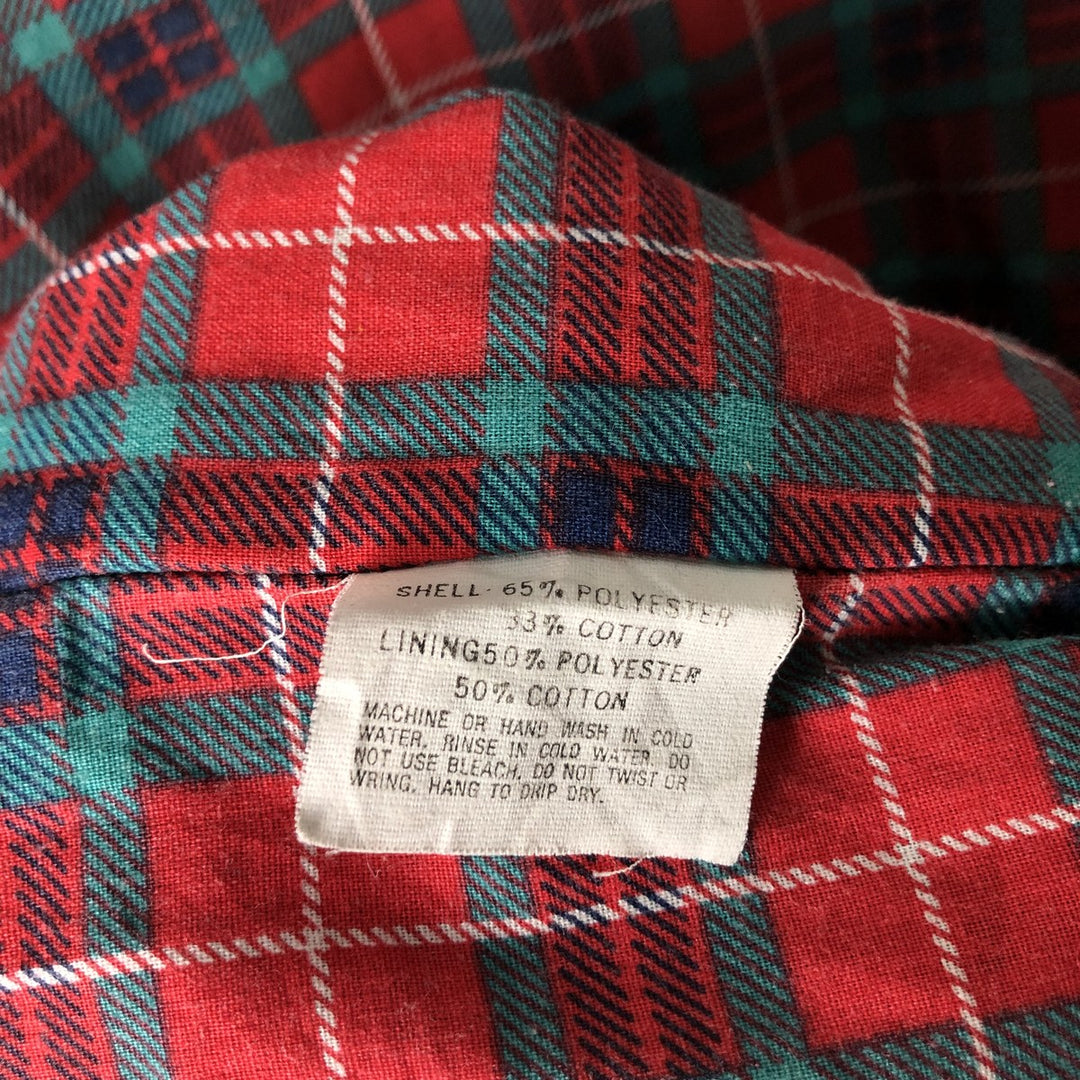 SHELL· 65% POLYESTER
33% COTTON
LINING50% POLYESTER
50% COTTON
MACHINE OR HAND WASH IN COLD
WATER. RINSE IN COLD WATER. DO
NOT USE BLEACH. DO NOT TWIST OR
WRING. HANG TO DRIP DRY.